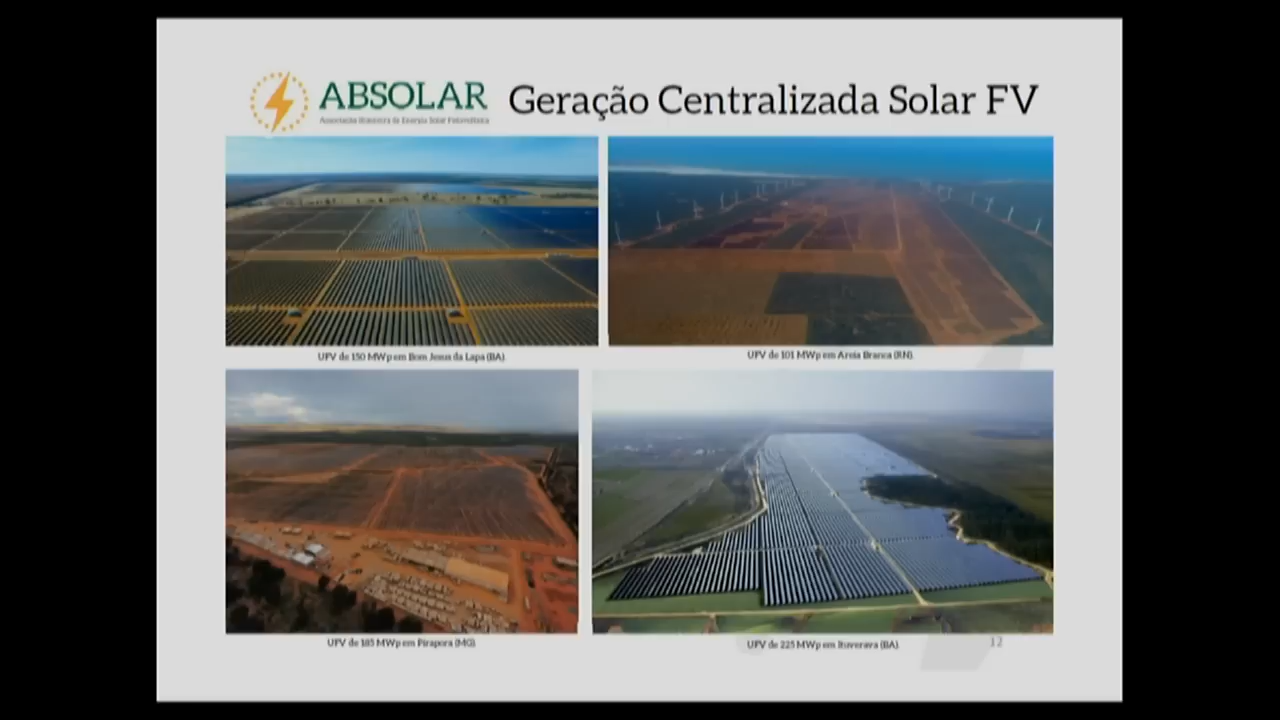 ABSOLAR
Associação Brasileira de Energia Solar Fotovoltaica
Geração Centralizada Solar FV
UFV de 150 MWp em Bom Jesus da Lapa (BA).
UFV de 101 MWp em Areia Branca (RN).
UFV de 185 MWp em Pirapora (MG).
UFV de 225 MWp em (BA).
12